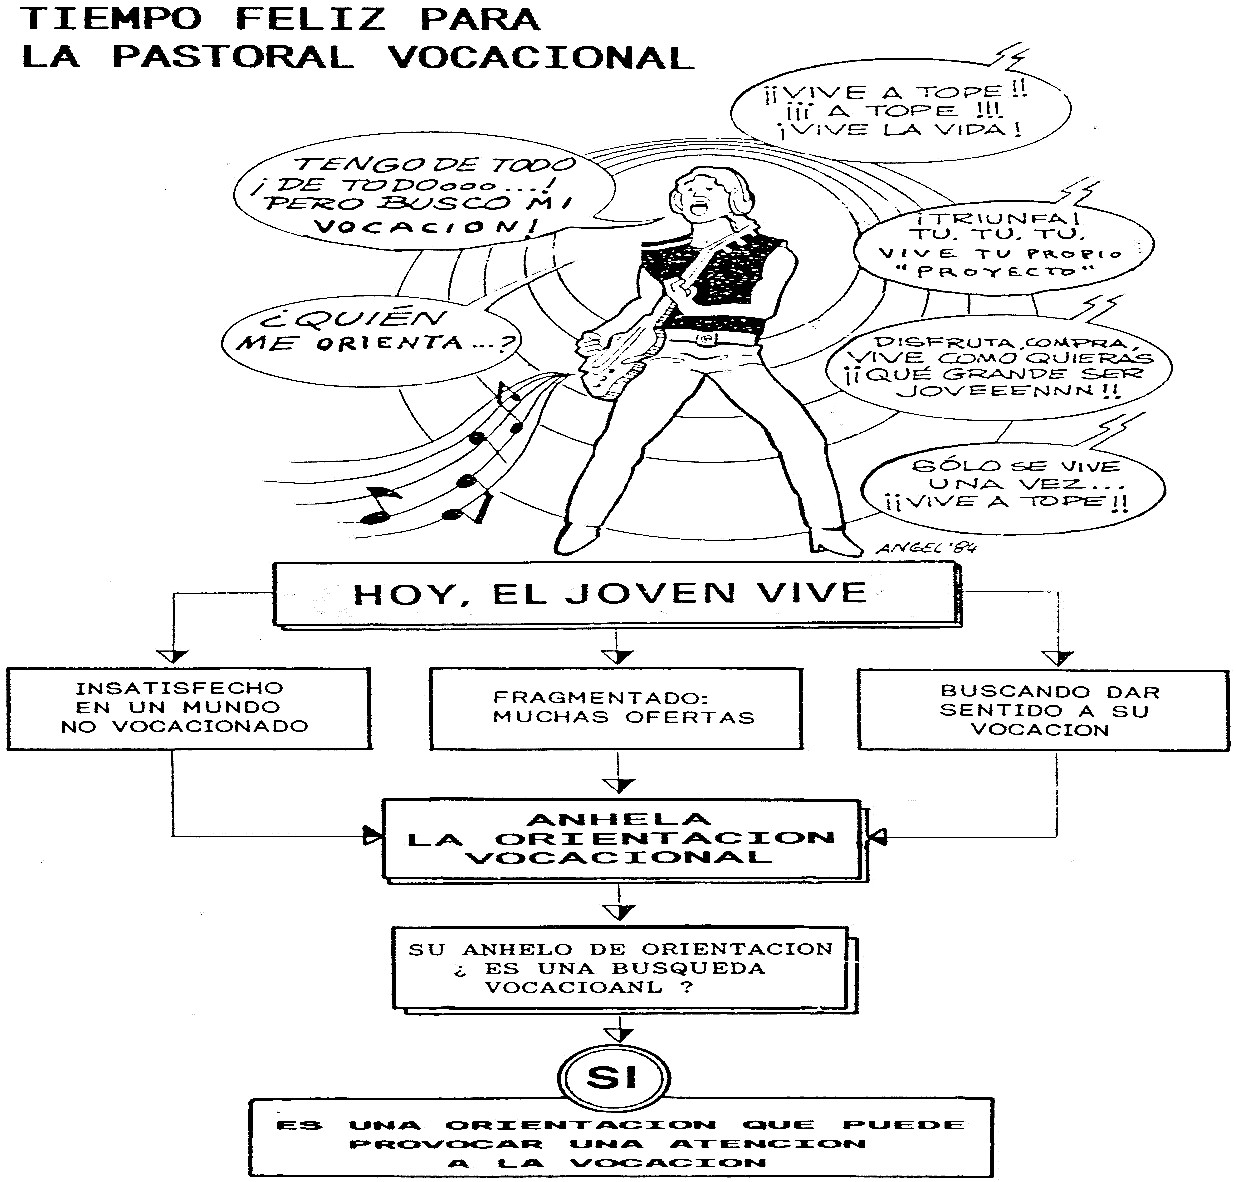 TIEMPO FELIZ PARA
LA PASTORAL VOCACIONAL
¡¡VIVE A TOPE!!
¡¡¡ A TOPE !!!
¡VIVE LA VIDA!
TENGO DE TODO
¡DE TODOooo...!
PERO BUSCO MI
VOCACION!
¡TRIUNFA!
TU, TU, TU,
VIVE TU PROPIO
"PROYECTO"
¿QUIÉN
ME ORIENTA...?
DISFRUTA, COMPRA,
VIVE COMO QUIERAS
¡¡QUÉ GRANDE SER
JOVEEENNN!!
SÓLO SE VIVE
UNA VEZ...
¡¡VIVE A TOPE!!
ANGEL '84
HOY, EL JOVEN VIVE
INSATISFECHO
EN UN MUNDO
NO VOCACIONADO
FRAGMENTADO:
MUCHAS OFERTAS
BUSCANDO DAR
SENTIDO A SU
VOCACION
ANHELA
LA ORIENTACION
VOCACIONAL
SU ANHELO DE ORIENTACION
¿ ES UNA BUSQUEDA
VOCACIOANL ?
SI
ES UNA ORIENTACION QUE PUEDE
PROVOCAR UNA ATENCION
A LA VOCACION